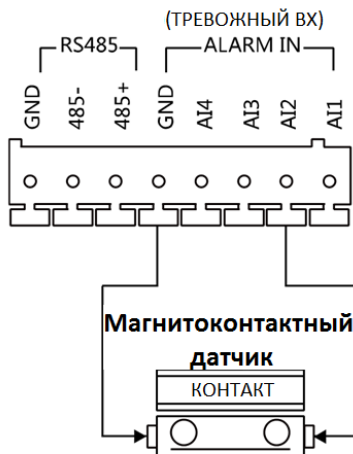 (ТРЕВОЖНЫЙ ВХ)
RS485 ALARM IN
GND 485- 485+ GND AI4 AI3 AI2 AI1
Магнитоконтактный
датчик
КОНТАКТ